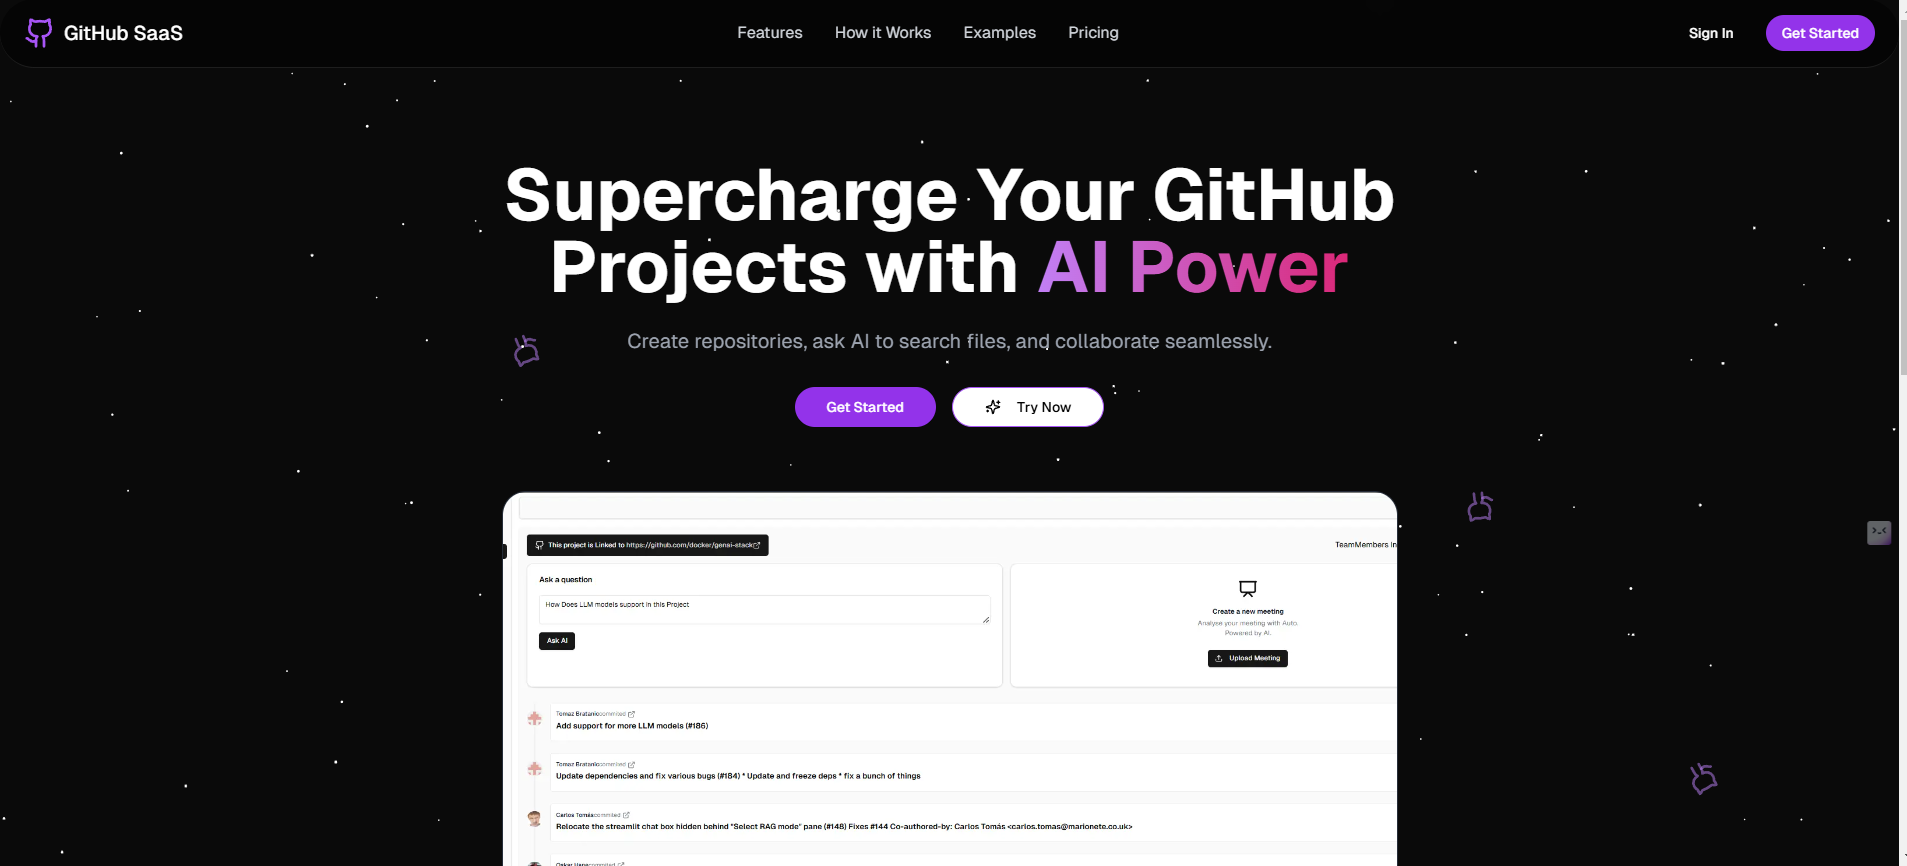 GitHub SaaS
Features
How it Works
Examples
Pricing
Sign In
Get Started
Supercharge Your GitHub
Projects with AI Power
Create repositories, ask AI to search files, and collaborate seamlessly.
Get Started
Try Now
This project is Linked to https://github.com/docker/genai-stack
TeamMembers In
Ask a question
How Does LLM models support in this Project
Ask AI
Create a new meeting
Analyse your meeting with Auto.
Powered by AI.
Upload Meeting
Tomaz Bratanic commited
Add support for more LLM models (#186)
Tomaz Bratanic commited
Update dependencies and fix various bugs (#184) * Update and freeze deps * fix a bunch of things
Carlos Tomás commited
Relocate the streamlit chat box hidden behind "Select RAG mode" pane (#148) Fixes #144 Co-authored-by: Carlos Tomás <carlos.tomas@marionete.co.uk>
commited